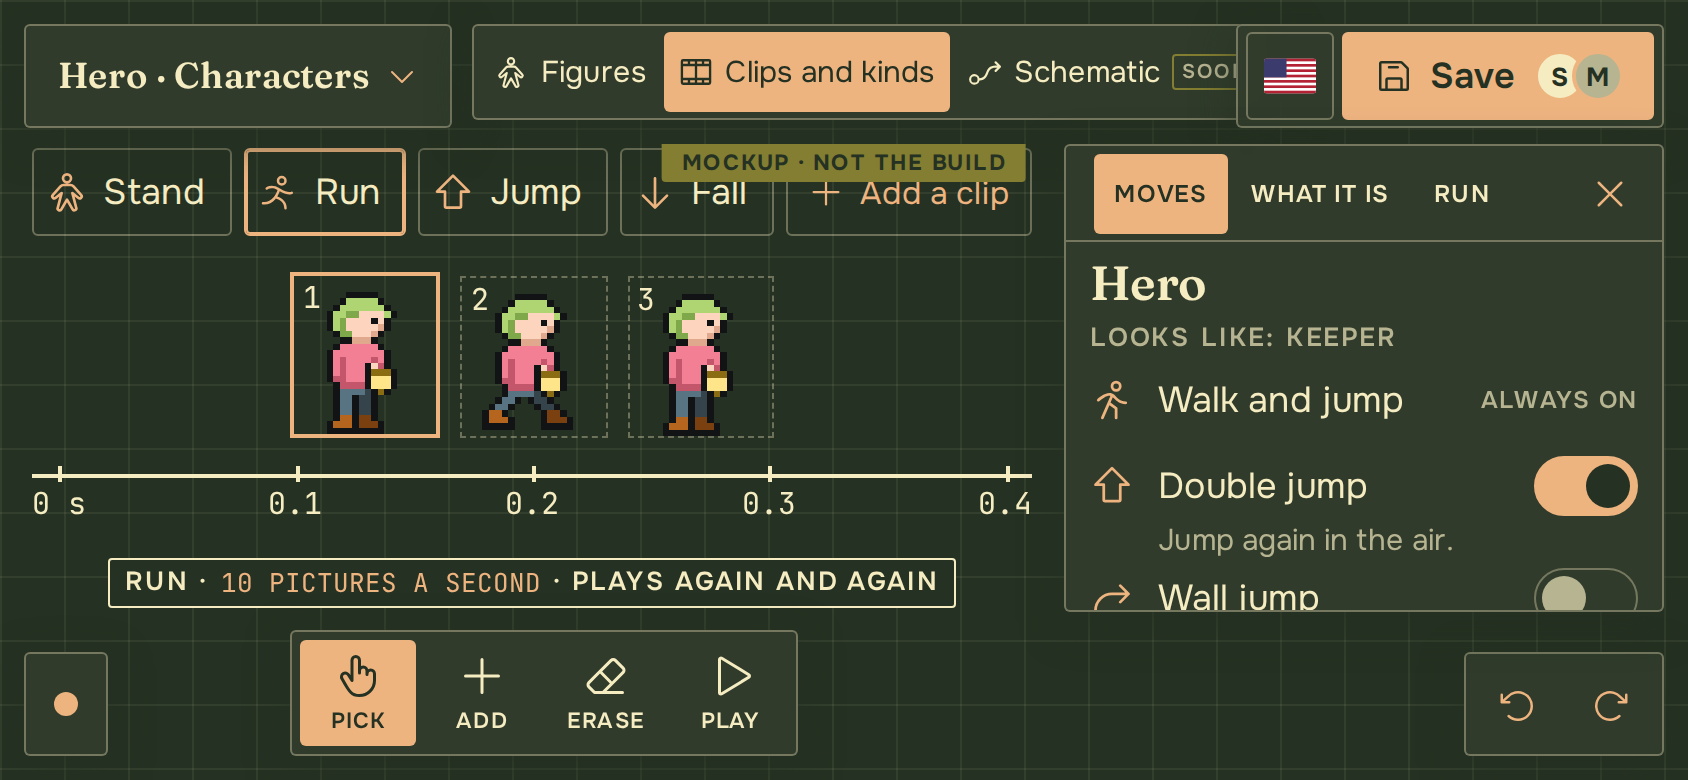 Hero · Characters
Figures
Clips and kinds
Schematic
Save
S
M
MOCKUP · NOT THE BUILD
Stand
Run
Jump
Fall
Add a clip
MOVES
WHAT IT IS
RUN
1
2
3
Hero
LOOKS LIKE: KEEPER
Walk and jump
ALWAYS ON
Double jump
Jump again in the air.
Wall jump
0 s
0.1
0.2
0.3
0.4
RUN · 10 PICTURES A SECOND · PLAYS AGAIN AND AGAIN
PICK
ADD
ERASE
PLAY